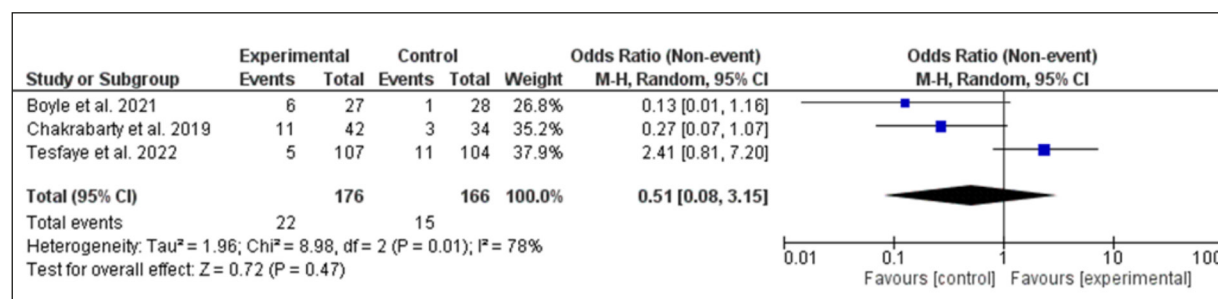 Experimental Control Odds Ratio (Non-event) Odds Ratio (Non-event)
Study or Subgroup Events Total Events Total Weight M-H, Random, 95% CI M-H, Random, 95% CI
Boyle et al. 2021 6 27 1 28 26.8% 0.13 [0.01, 1.16]
Chakrabarty et al. 2019 11 42 3 34 35.2% 0.27 [0.07, 1.07]
Tesfaye et al. 2022 5 107 11 104 37.9% 2.41 [0.81, 7.20]
Total (95% CI) 176 166 100.0% 0.51 [0.08, 3.15]
Total events 22 15
Heterogeneity: Tau² = 1.96; Chi² = 8.98, df = 2 (P = 0.01); I² = 78%
Test for overall effect: Z = 0.72 (P = 0.47)
0.01 0.1 1 10 100
Favours [control] Favours [experimental]